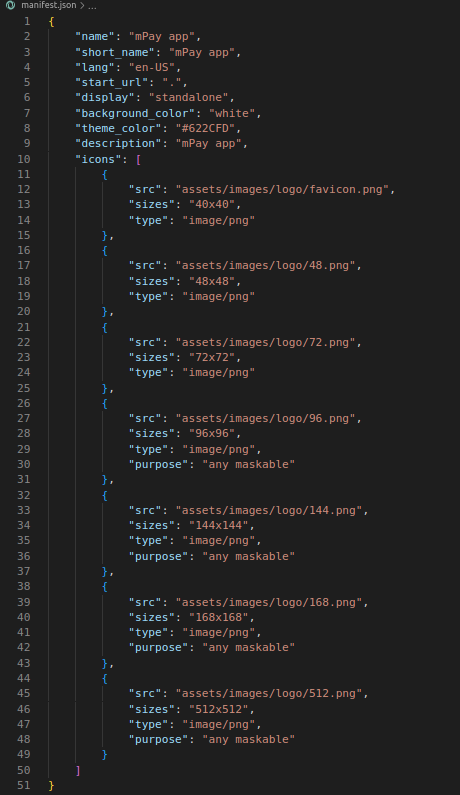 manifest.json > ...
1 {
2 "name": "mPay app",
3 "short_name": "mPay app",
4 "lang": "en-US",
5 "start_url": ".",
6 "display": "standalone",
7 "background_color": "white",
8 "theme_color": "#622CFD",
9 "description": "mPay app",
10 "icons": [
11 {
12 "src": "assets/images/logo/favicon.png",
13 "sizes": "40x40",
14 "type": "image/png"
15 },
16 {
17 "src": "assets/images/logo/48.png",
18 "sizes": "48x48",
19 "type": "image/png"
20 },
21 {
22 "src": "assets/images/logo/72.png",
23 "sizes": "72x72",
24 "type": "image/png"
25 },
26 {
27 "src": "assets/images/logo/96.png",
28 "sizes": "96x96",
29 "type": "image/png",
30 "purpose": "any maskable"
31 },
32 {
33 "src": "assets/images/logo/144.png",
34 "sizes": "144x144",
35 "type": "image/png",
36 "purpose": "any maskable"
37 },
38 {
39 "src": "assets/images/logo/168.png",
40 "sizes": "168x168",
41 "type": "image/png",
42 "purpose": "any maskable"
43 },
44 {
45 "src": "assets/images/logo/512.png",
46 "sizes": "512x512",
47 "type": "image/png",
48 "purpose": "any maskable"
49 }
50 ]
51 }